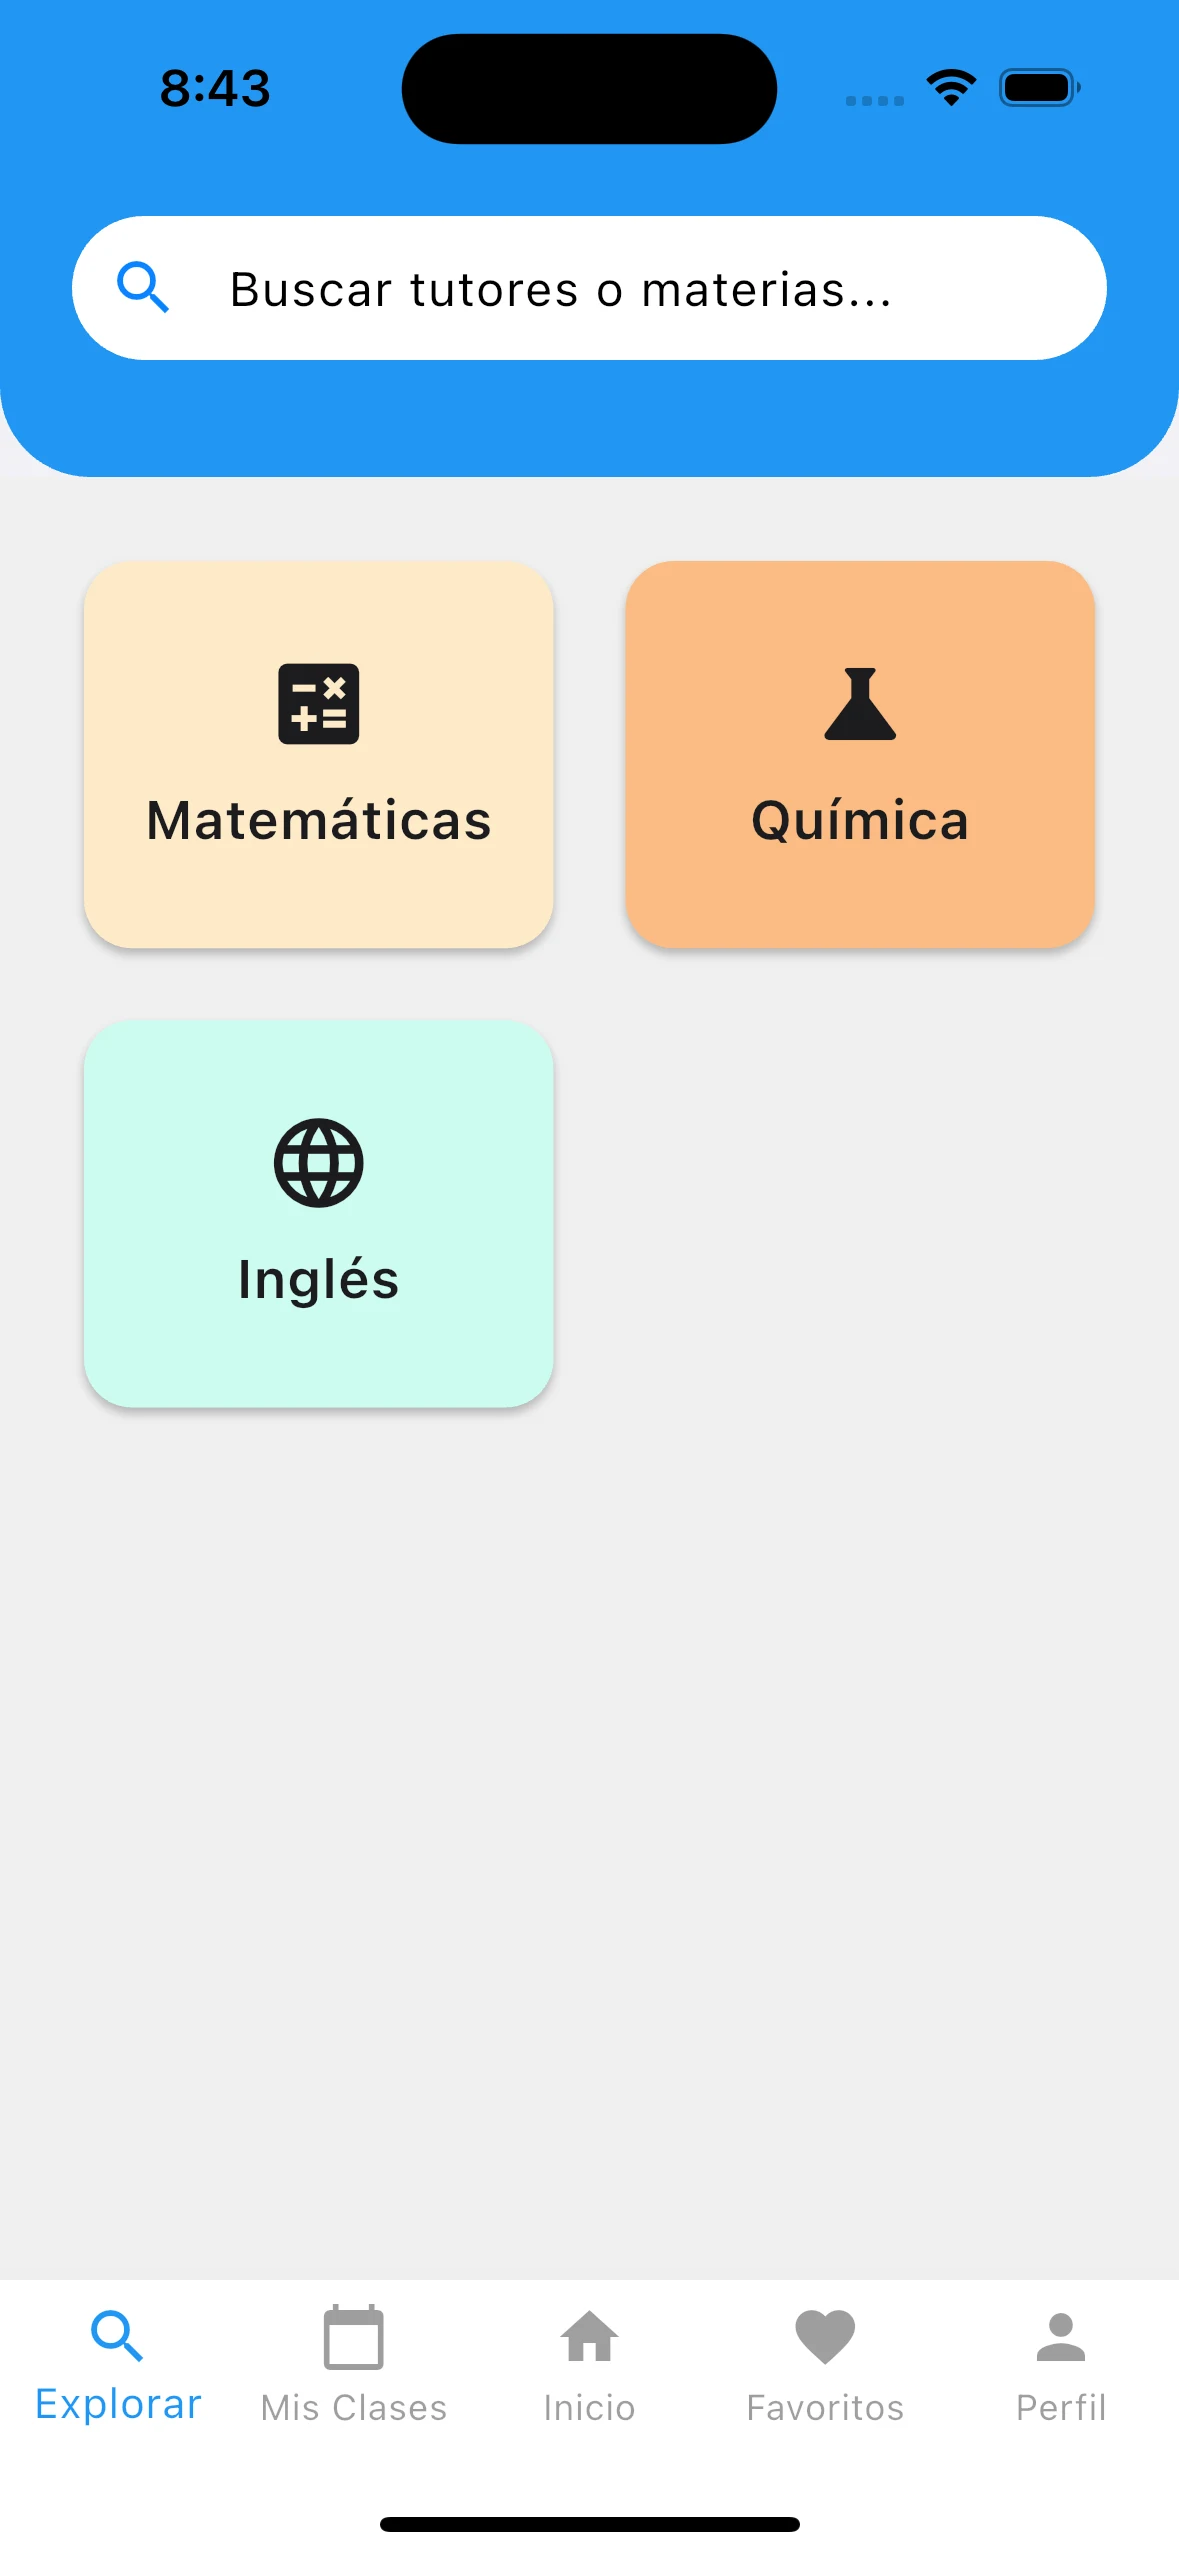 8:43
Buscar tutores o materias...
Matemáticas
Química
Inglés
Explorar
Mis Clases
Inicio
Favoritos
Perfil